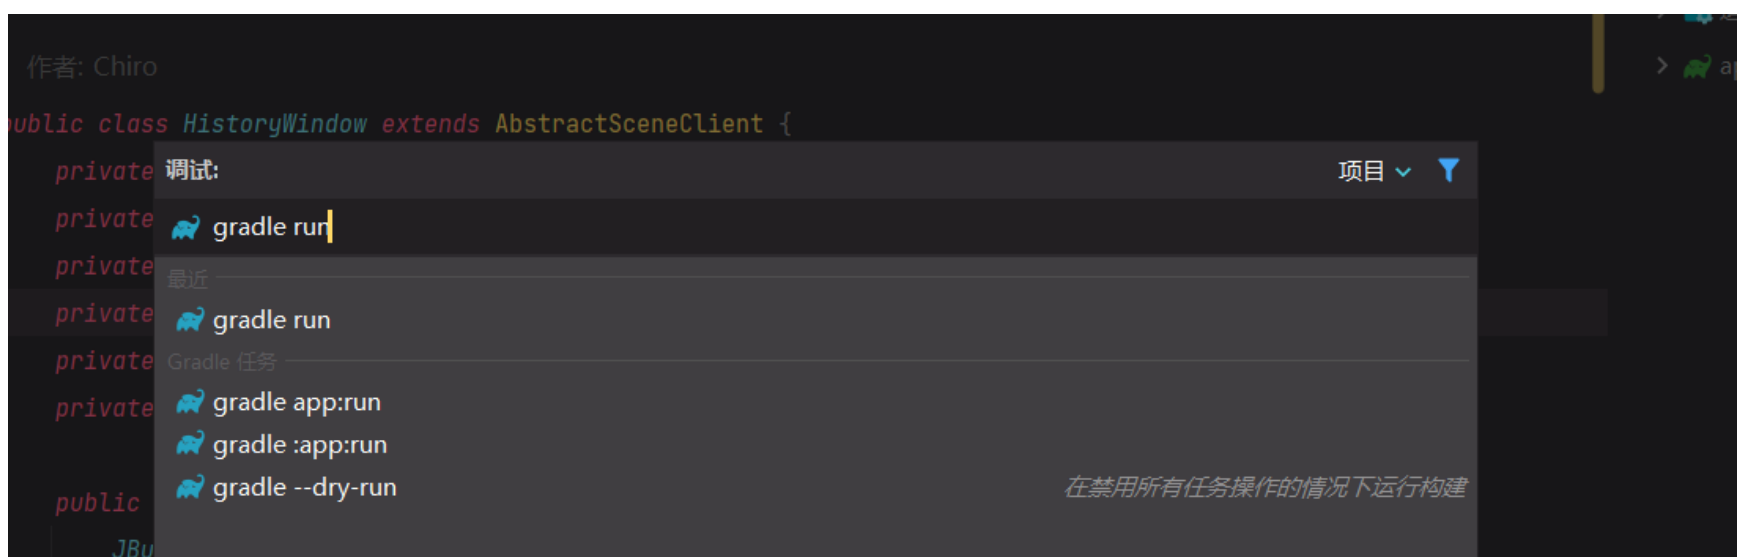 作者: Chiro
public class HistoryWindow extends AbstractSceneClient {
private
调试:
项目
private
gradle run
private
最近
private
gradle run
private
Gradle 任务
private
gradle app:run
gradle :app:run
gradle --dry-run
在禁用所有任务操作的情况下运行构建
public
JBu